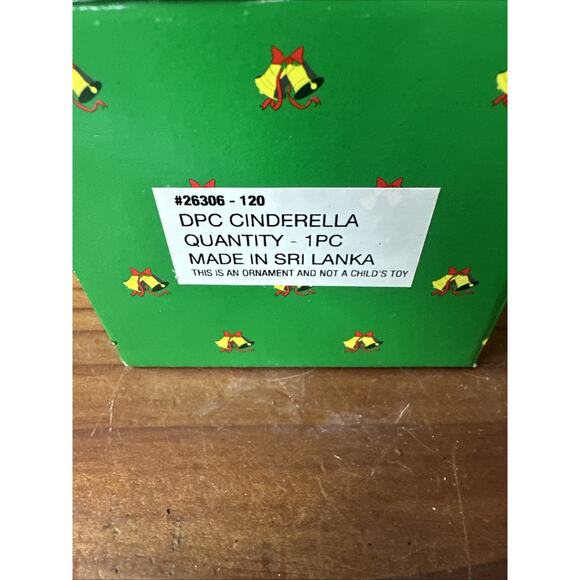 #26306 - 120
DPC CINDERELLA
QUANTITY - 1PC
MADE IN SRI LANKA
THIS IS AN ORNAMENT AND NOT A CHILD'S TOY